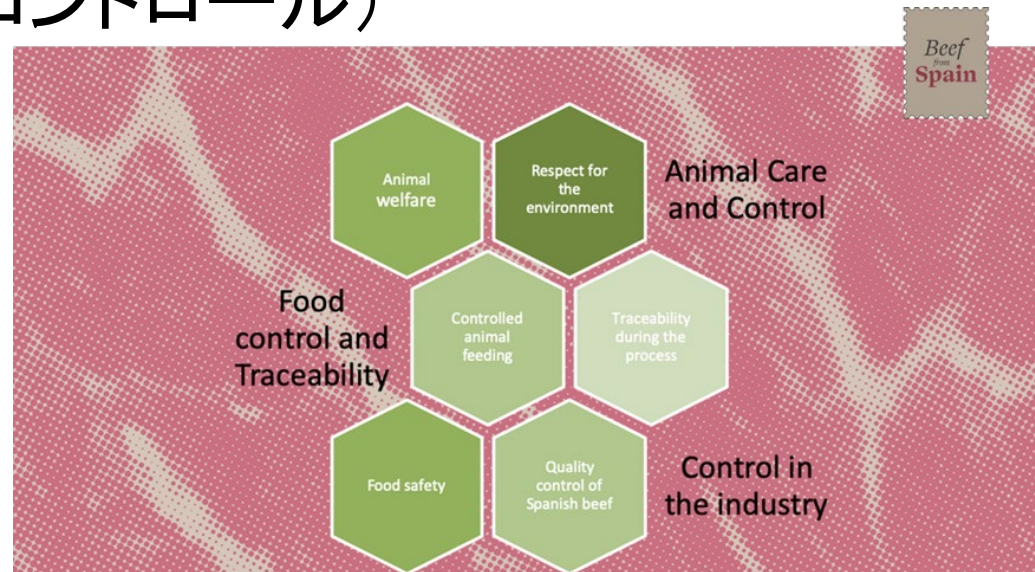 コントロール）
Beef
from
Spain
Animal
welfare
Respect for
the
environment
Animal Care
and Control
Food
control and
Traceability
Controlled
animal
feeding
Traceability
during the
process
Food safety
Quality
control of
Spanish beef
Control in
the industry